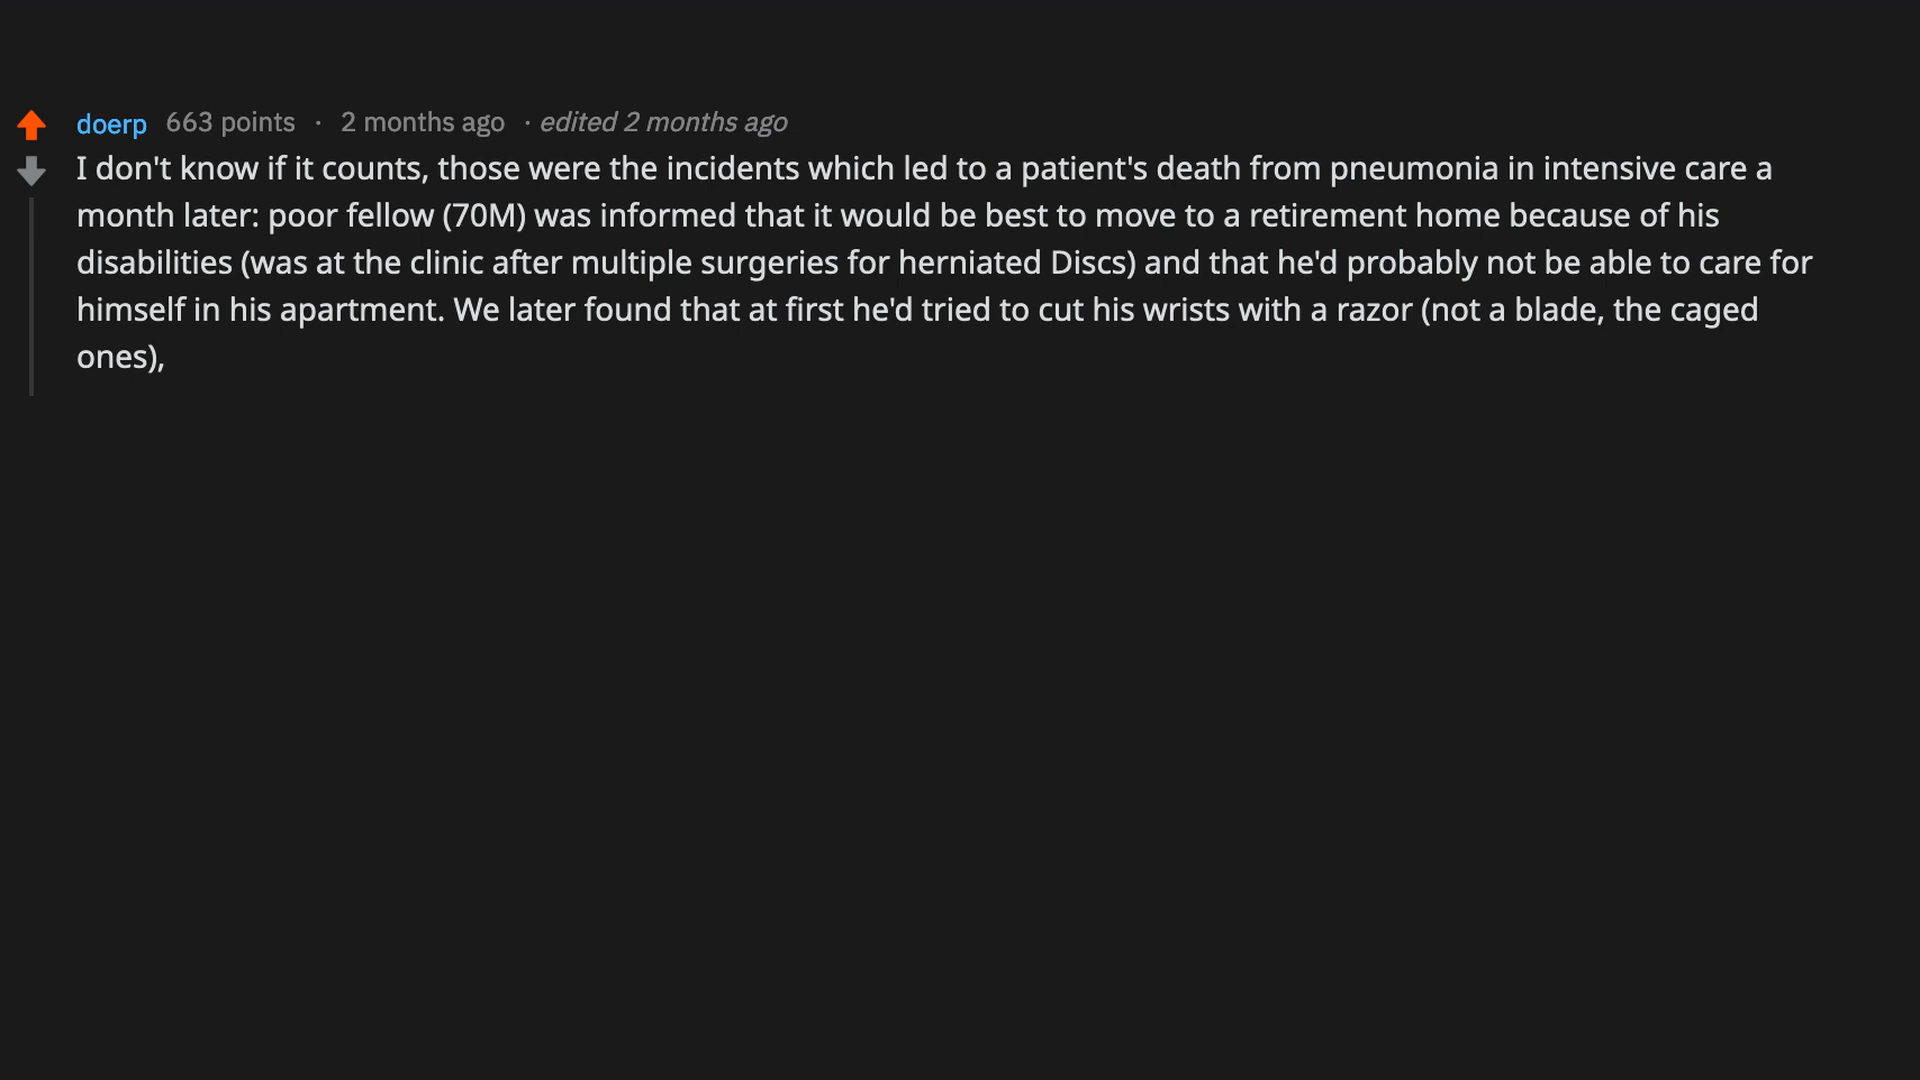 doerp 663 points · 2 months ago · edited 2 months ago
I don't know if it counts, those were the incidents which led to a patient's death from pneumonia in intensive care a
month later: poor fellow (70M) was informed that it would be best to move to a retirement home because of his
disabilities (was at the clinic after multiple surgeries for herniated Discs) and that he'd probably not be able to care for
himself in his apartment. We later found that at first he'd tried to cut his wrists with a razor (not a blade, the caged
ones),